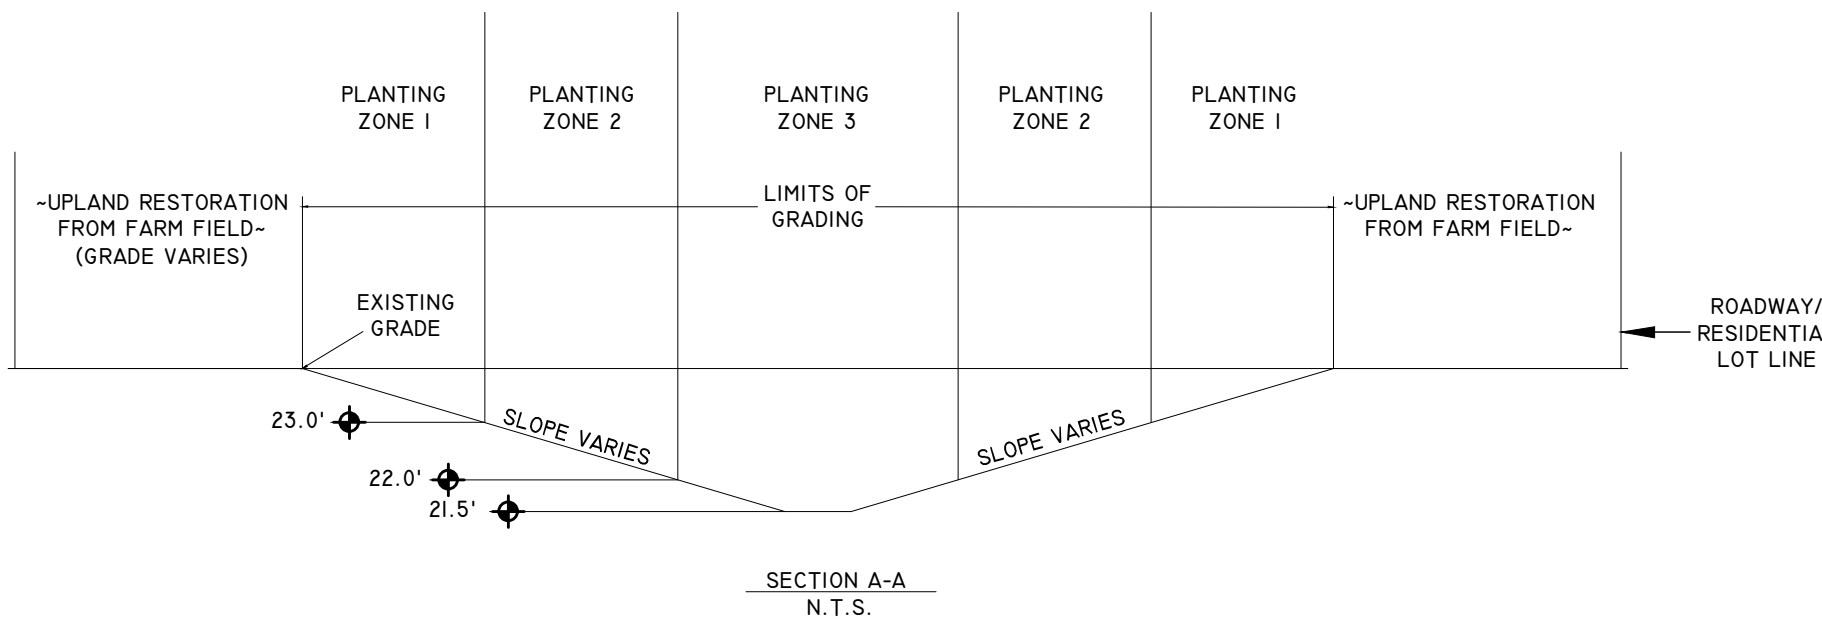 PLANTING
ZONE 1
PLANTING
ZONE 2
PLANTING
ZONE 3
PLANTING
ZONE 2
PLANTING
ZONE 1
~UPLAND RESTORATION
FROM FARM FIELD~
(GRADE VARIES)
LIMITS OF
GRADING
~UPLAND RESTORATION
FROM FARM FIELD~
EXISTING
GRADE
ROADWAY/
RESIDENTIA
LOT LINE
23.0'
SLOPE VARIES
SLOPE VARIES
22.0'
21.5'
SECTION A-A
N.T.S.